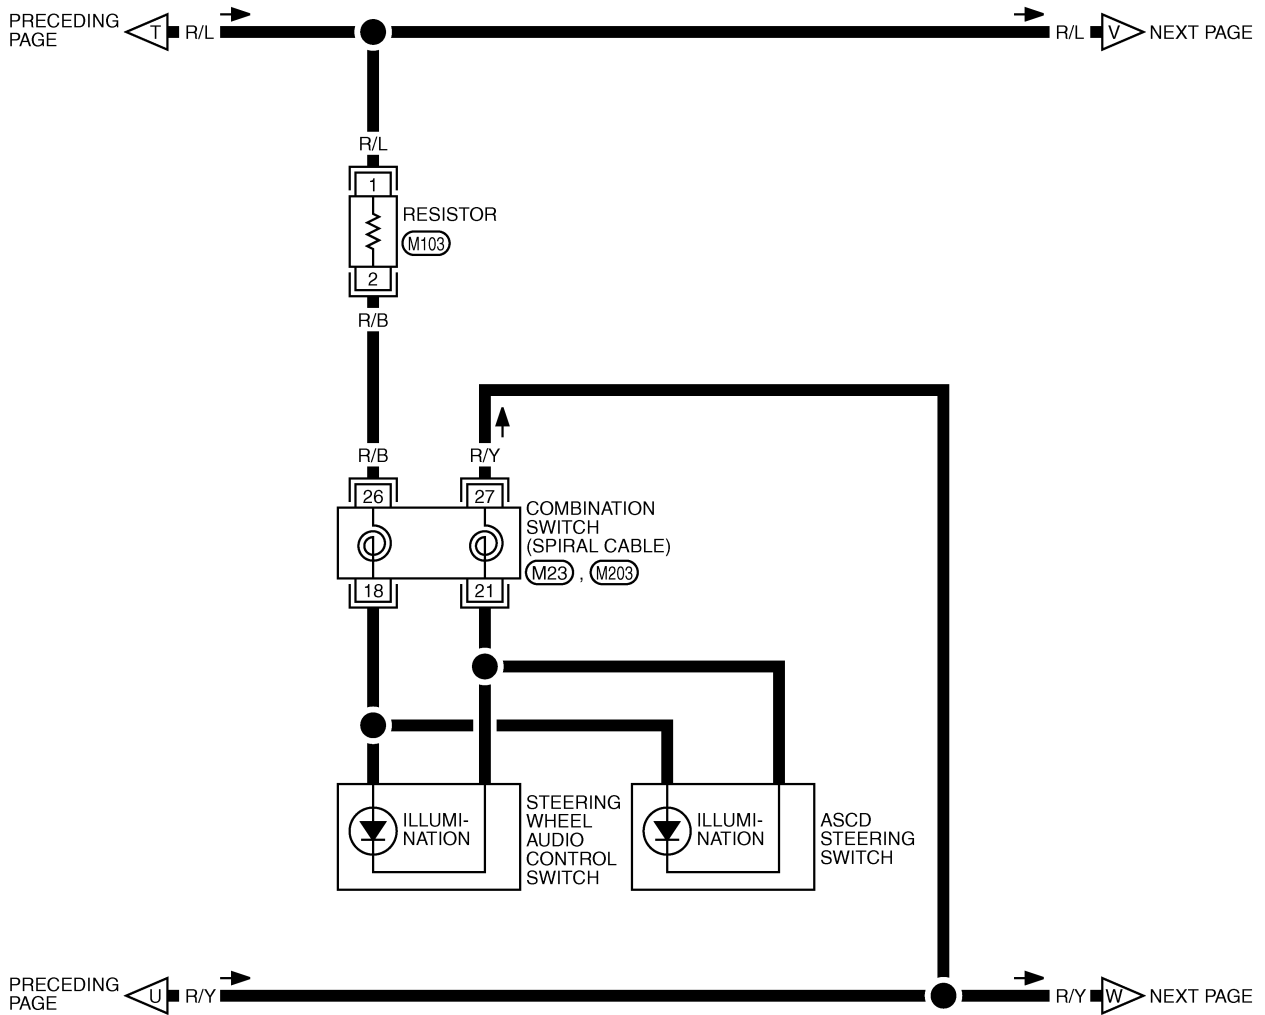 PRECEDING
PAGE
T
R/L
R/L
V
NEXT PAGE
R/L
1
RESISTOR
M103
2
R/B
R/B
R/Y
26
27
COMBINATION
SWITCH
(SPIRAL CABLE)
M23 , M203
18
21
ILLUMI-
NATION
STEERING
WHEEL
AUDIO
CONTROL
SWITCH
ILLUMI-
NATION
ASCD
STEERING
SWITCH
PRECEDING
PAGE
U
R/Y
R/Y
W
NEXT PAGE